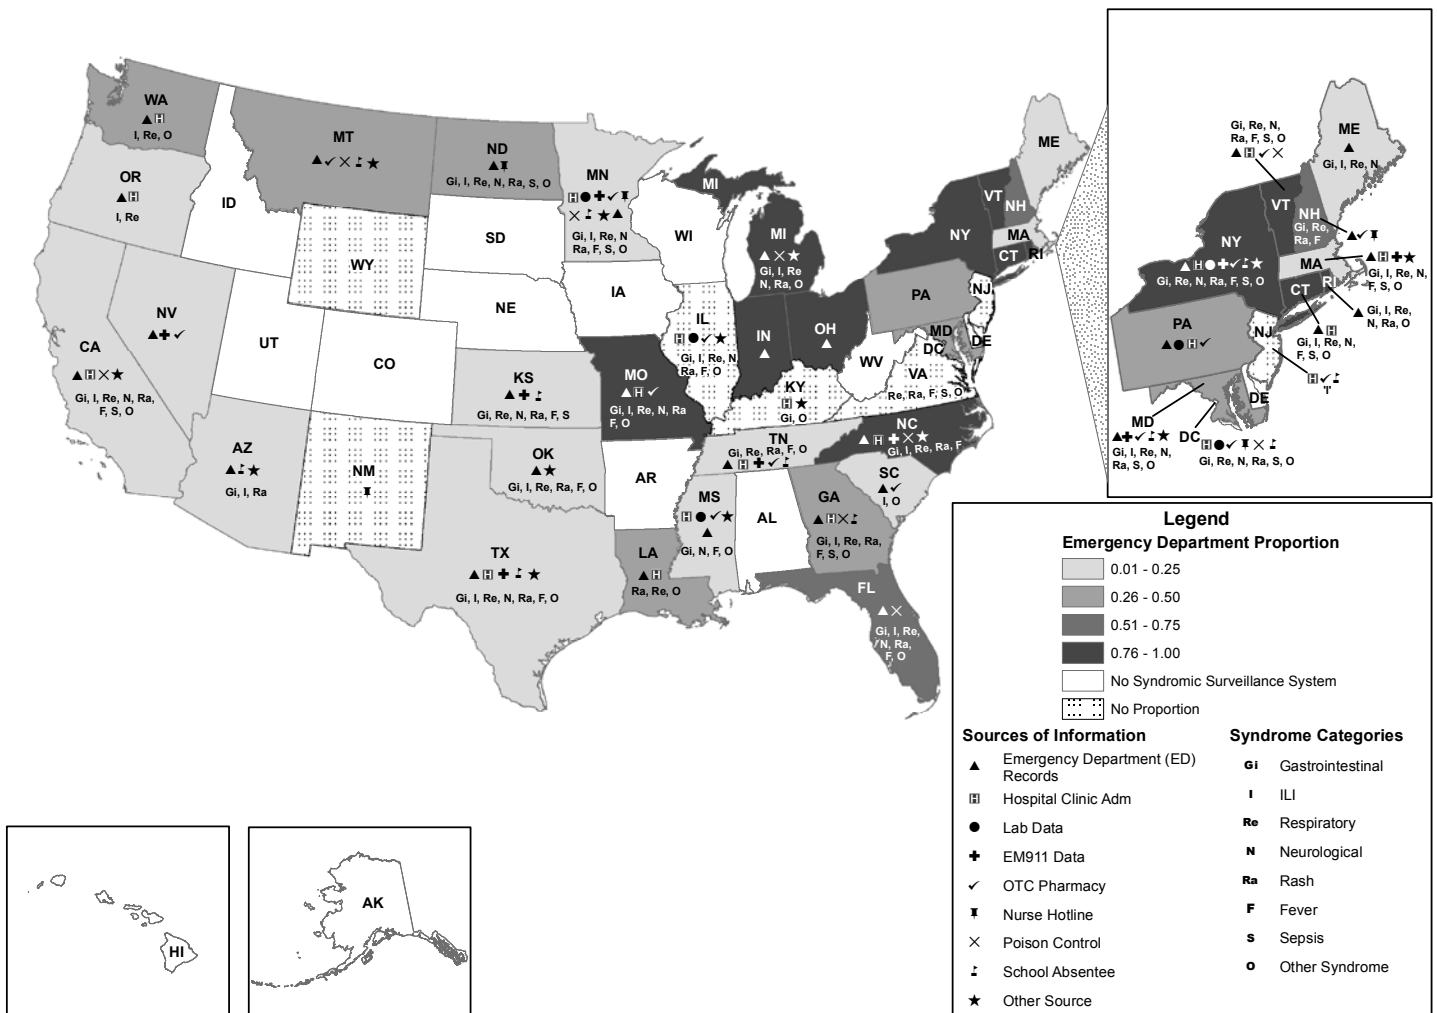 WA
I, Re, O
OR
I, Re
ID
MT
ND
Gi, I, Re, N, Ra, S, O
MN
Gi, I, Re, N
Ra, F, S, O
SD
WI
MI
MI
Gi, I, Re
N, Ra, O
WY
NE
IA
IL
Gi, I, Re, N,
Ra, F, O
IN
OH
PA
NY
VT
NH
ME
MA
CT
RI
NJ
DE
MD
DC
WV
VA
Re, Ra, F, S, O
KY
Gi, O
NV
CA
Gi, I, Re, N, Ra,
F, S, O
UT
CO
KS
Gi, Re, N, Ra, F, S
MO
Gi, I, Re, N, Ra
F, O
AZ
Gi, I, Ra
NM
OK
Gi, I, Re, Ra, F, O
AR
TN
Gi, Re, Ra, F, O
NC
Gi, I, Re, Ra, F
SC
I, O
MS
Gi, N, F, O
AL
GA
Gi, I, Re, Ra,
F, S, O
TX
Gi, I, Re, N, Ra, F, O
LA
Ra, Re, O
FL
Gi, I, Re,
N, Ra,
F, O
HI
AK
Gi, Re, N,
Ra, F, S, O
ME
Gi, I, Re, N
VT
NH
Gi, Re,
Ra, F
NY
Gi, Re, N, Ra, F, S, O
MA
Gi, I, Re, N,
F, S, O
CT
RI
Gi, I, Re,
N, Ra, O
Gi, I, Re, N,
F, S, O
PA
NJ
DE
MD
Gi, I, Re, N,
Ra, S, O
DC
Gi, Re, N, Ra, S, O
Legend
Emergency Department Proportion
0.01 - 0.25
0.26 - 0.50
0.51 - 0.75
0.76 - 1.00
No Syndromic Surveillance System
No Proportion
Sources of Information
Emergency Department (ED)
Records
Hospital Clinic Adm
Lab Data
EM911 Data
OTC Pharmacy
Nurse Hotline
Poison Control
School Absentee
Other Source
Syndrome Categories
Gi Gastrointestinal
I ILI
Re Respiratory
N Neurological
Ra Rash
F Fever
S Sepsis
O Other Syndrome